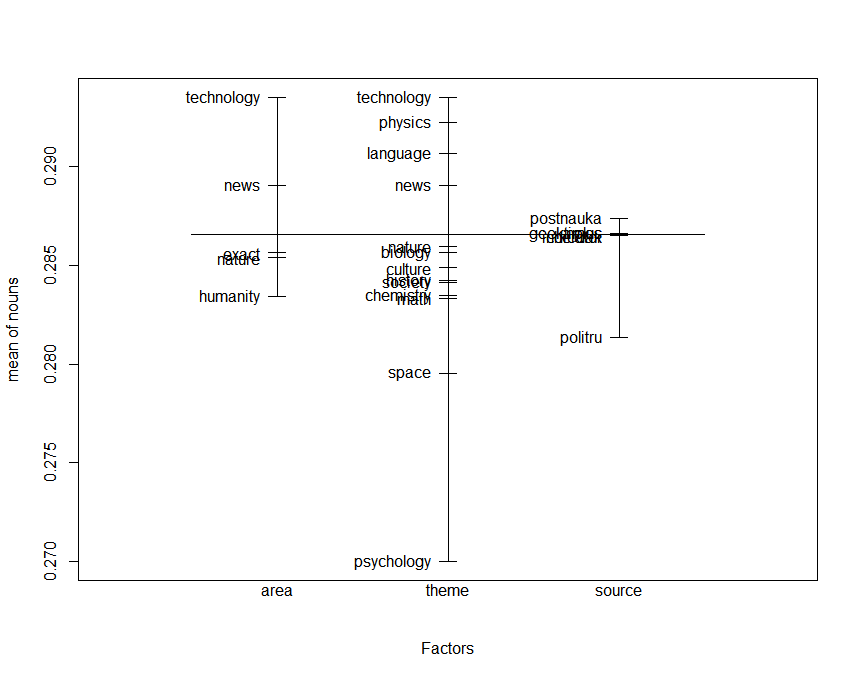 technology
news
exact
nature
humanity
technology
physics
language
news
nature
biology
culture
history
society
chemistry
math
space
psychology
postnauka
politru
0.290
0.285
0.280
0.275
0.270
mean of nouns
area theme source
Factors